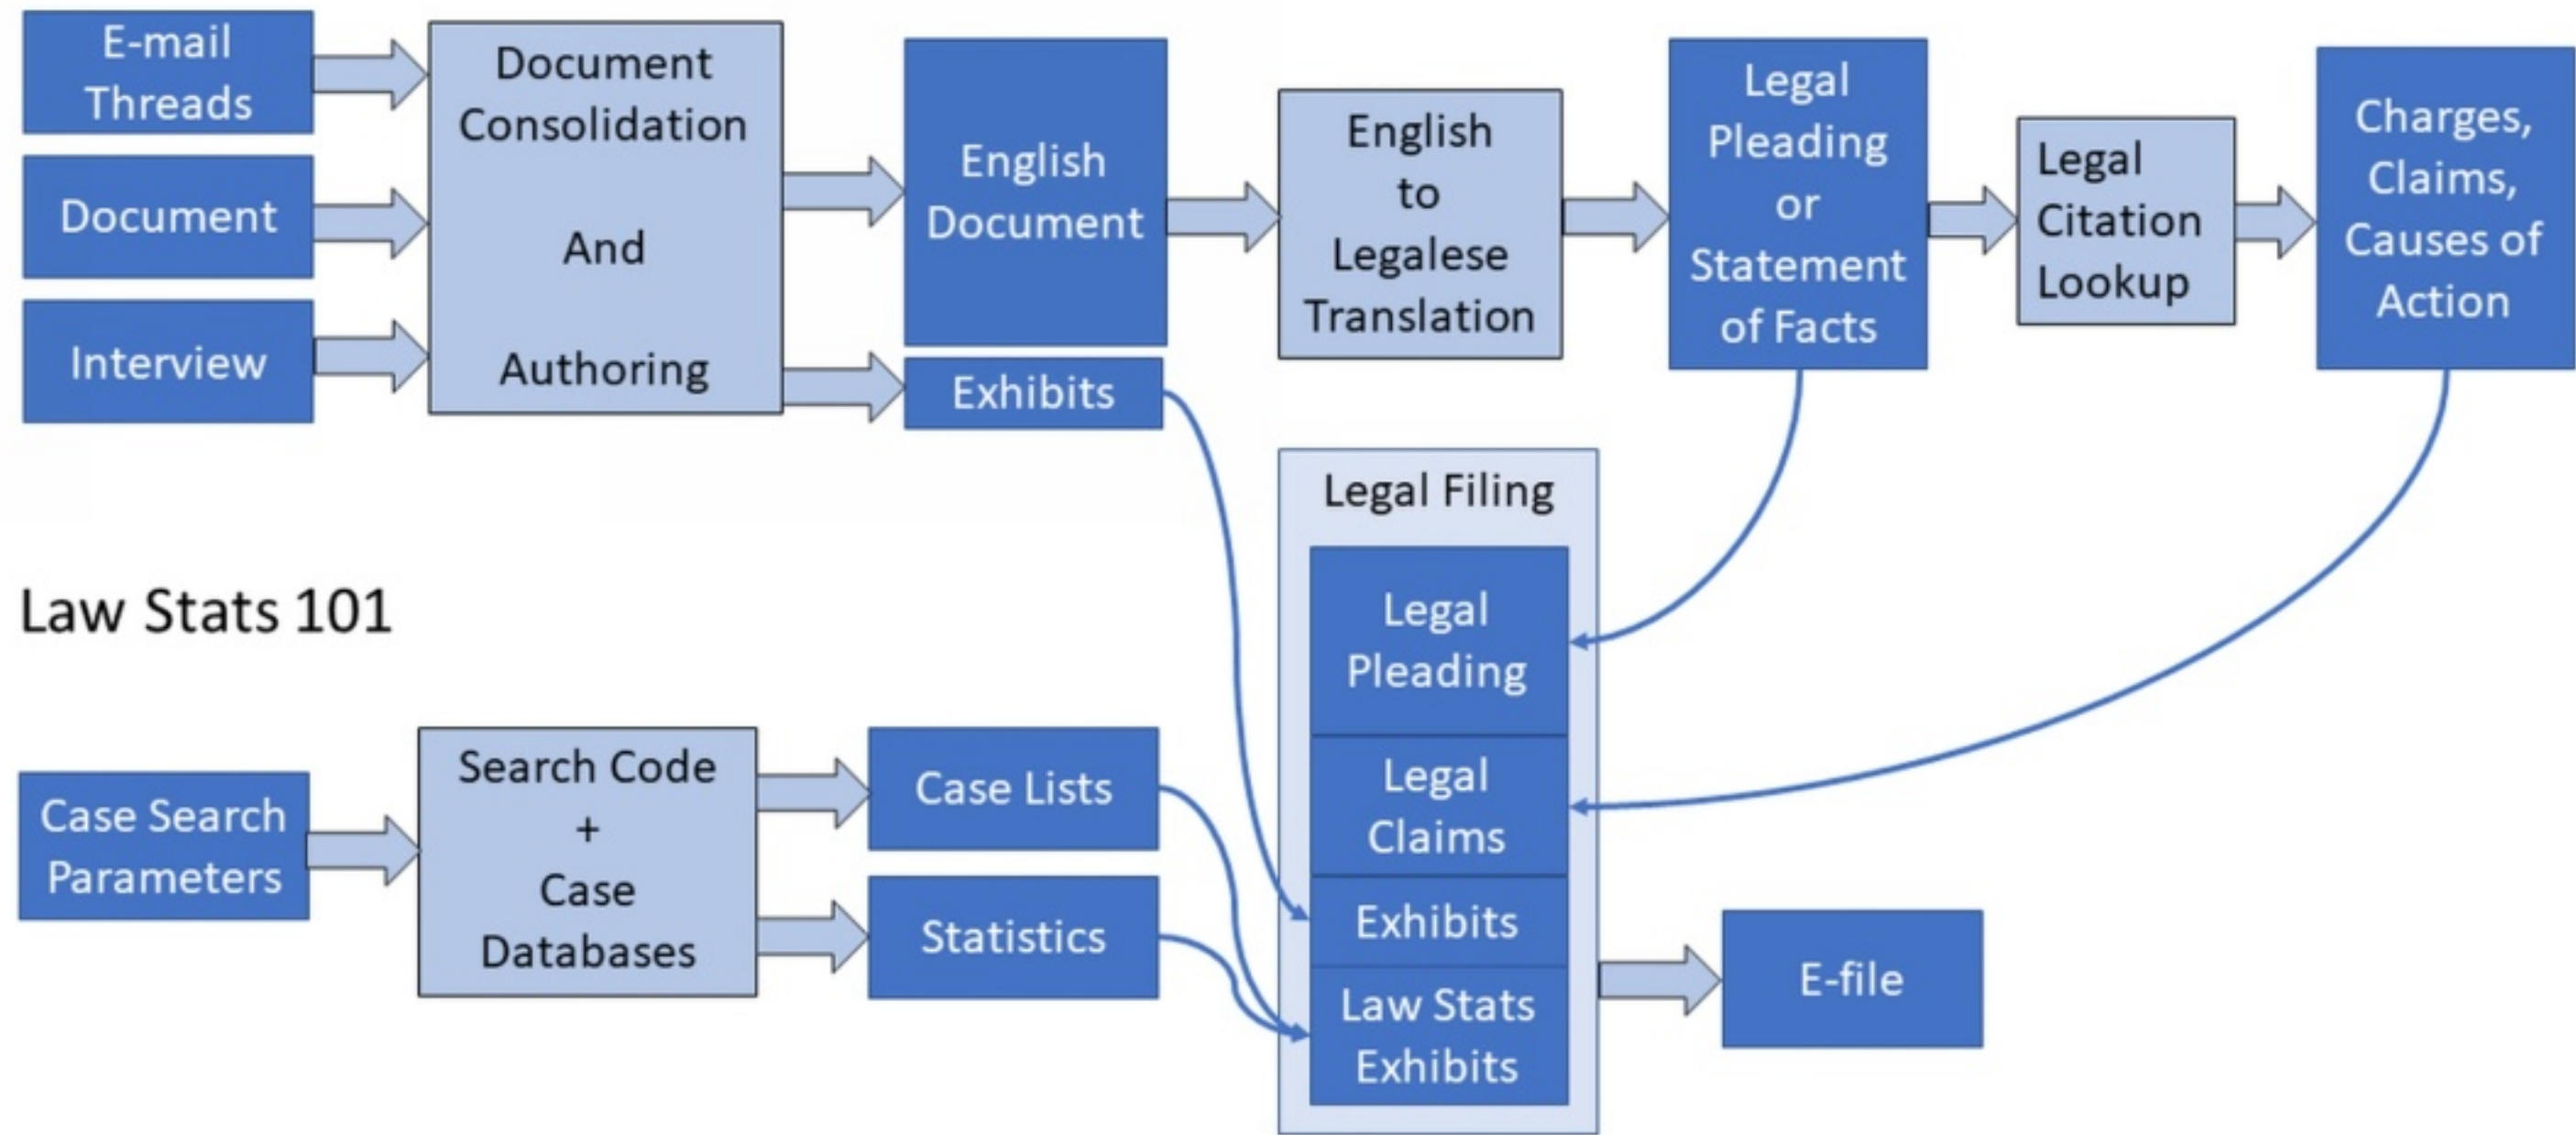 E-mail
Threads
Document
Interview
Document
Consolidation
And
Authoring
English
Document
Exhibits
English
to
Legalese
Translation
Legal
Pleading
or
Statement
of Facts
Legal
Citation
Lookup
Charges,
Claims,
Causes of
Action
Law Stats 101
Case Search
Parameters
Search Code
+
Case
Databases
Case Lists
Statistics
Legal Filing
Legal
Pleading
Legal
Claims
Exhibits
Law Stats
Exhibits
E-file